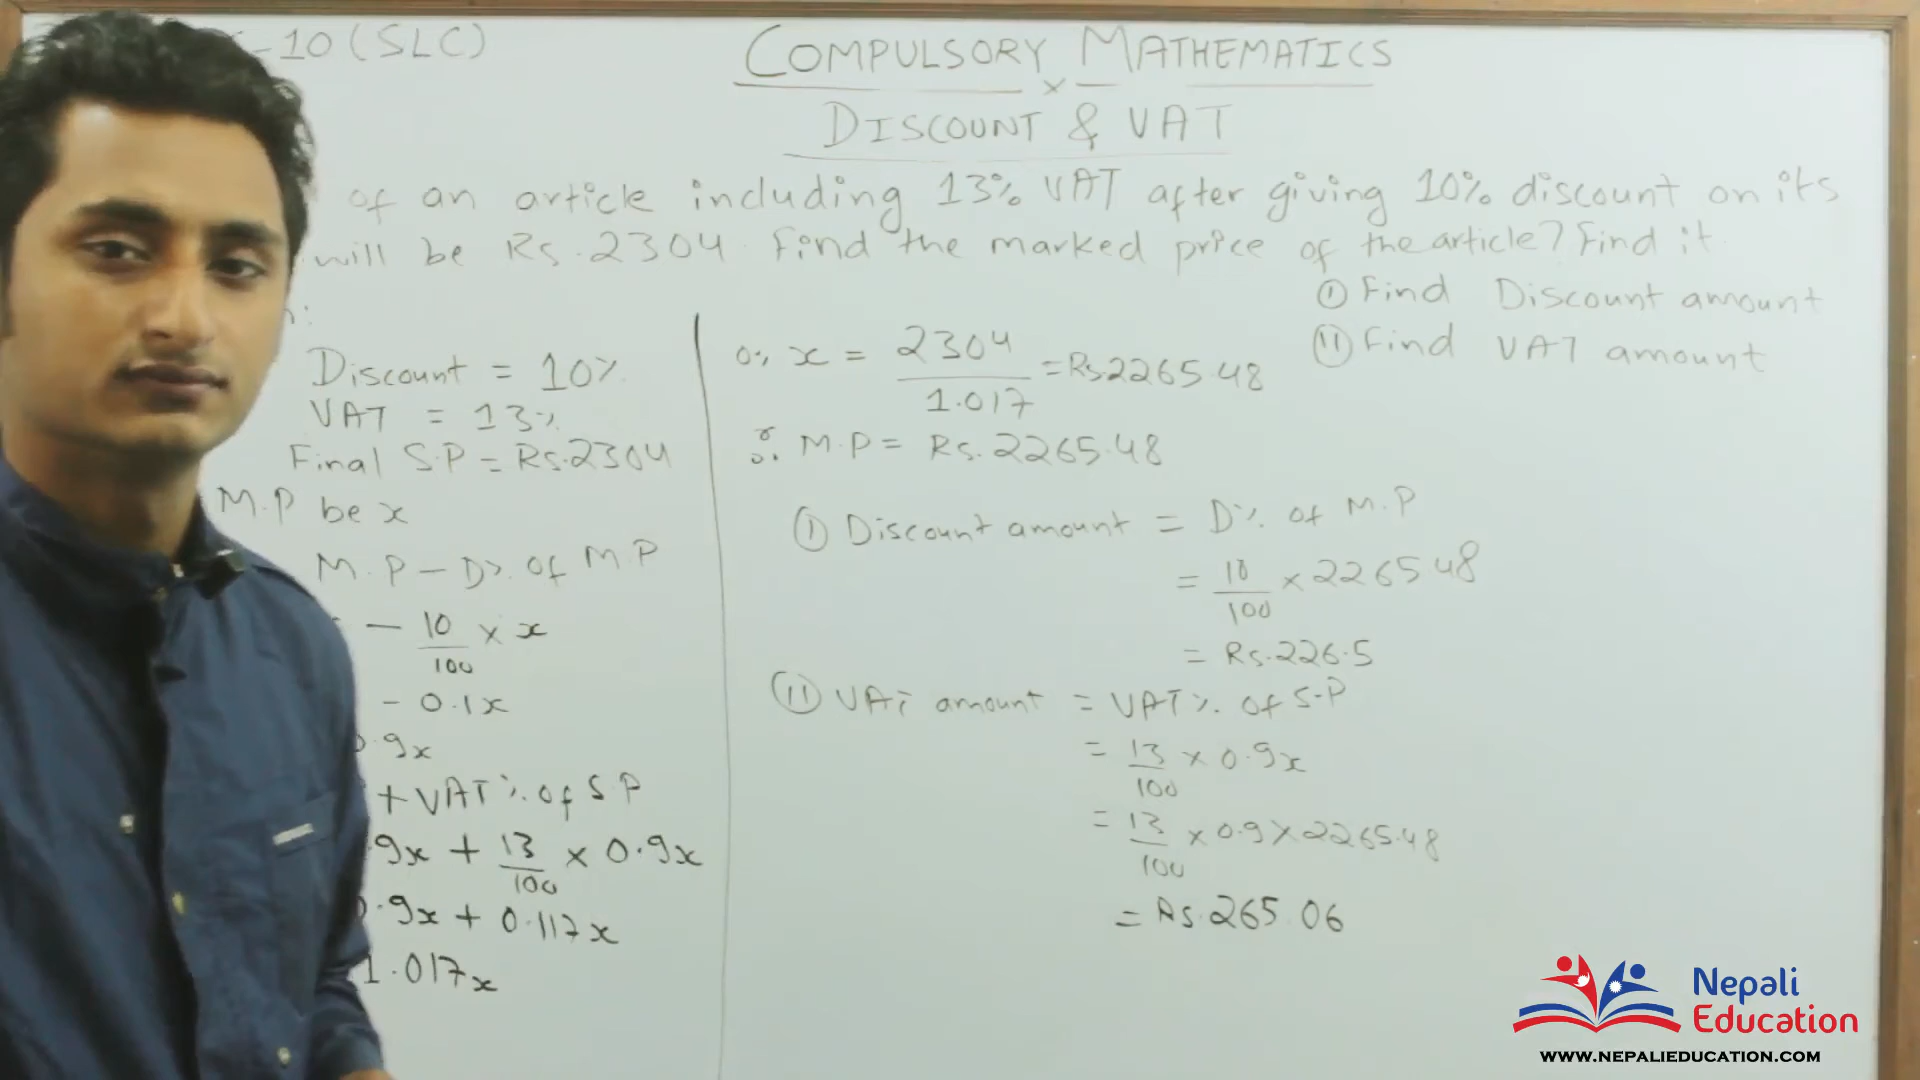 -10 (SLC)
COMPULSORY MATHEMATICS
x
DISCOUNT & VAT
of an article including 13% VAT after giving 10% discount on its
will be Rs.2304. Find the marked price of the article? Find it.
(I) Find Discount amount
(II) Find VAT amount
n:
Discount = 10%
VAT = 13%
Final S.P = Rs.2304
M.P be x
M.P - D% of M.P
- 10/100 × x
- 0.1x
0.9x
+ VAT% of S.P
9x + 13/100 × 0.9x
0.9x + 0.117x
1.017x
x = 2304/1.017 = Rs.2265.48
M.P = Rs.2265.48
(I) Discount amount = D% of M.P
= 10/100 × 2265.48
= Rs.226.5
(II) VAT amount = VAT% of S.P
= 13/100 × 0.9x
= 13/100 × 0.9 × 2265.48
= Rs.265.06
Nepali
Education
WWW.NEPALIEDUCATION.COM